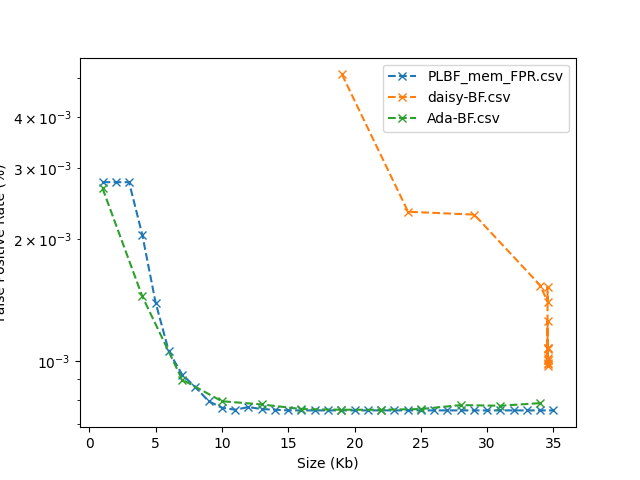 PLBF_mem_FPR.csv
daisy-BF.csv
Ada-BF.csv
4 × 10⁻³
3 × 10⁻³
2 × 10⁻³
10⁻³
Positive Rate (%)
0 5 10 15 20 25 30 35
Size (Kb)